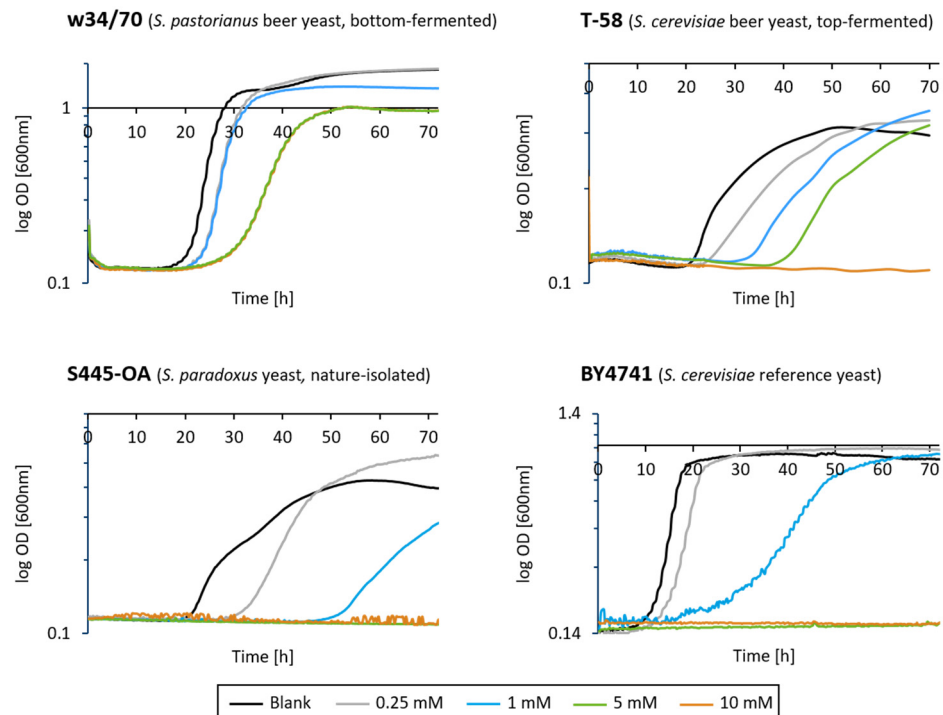 w34/70 (S. pastorianus beer yeast, bottom-fermented)
1
0 10 20 30 40 50 60 70
0.1
log OD [600nm]
Time [h]
T-58 (S. cerevisiae beer yeast, top-fermented)
0 10 20 30 40 50 60 70
0.1
log OD [600nm]
Time [h]
S445-OA (S. paradoxus yeast, nature-isolated)
0 10 20 30 40 50 60 70
0.1
log OD [600nm]
Time [h]
BY4741 (S. cerevisiae reference yeast)
1.4
0 10 20 30 40 50 60 70
0.14
log OD [600nm]
Time [h]
Blank 0.25 mM 1 mM 5 mM 10 mM